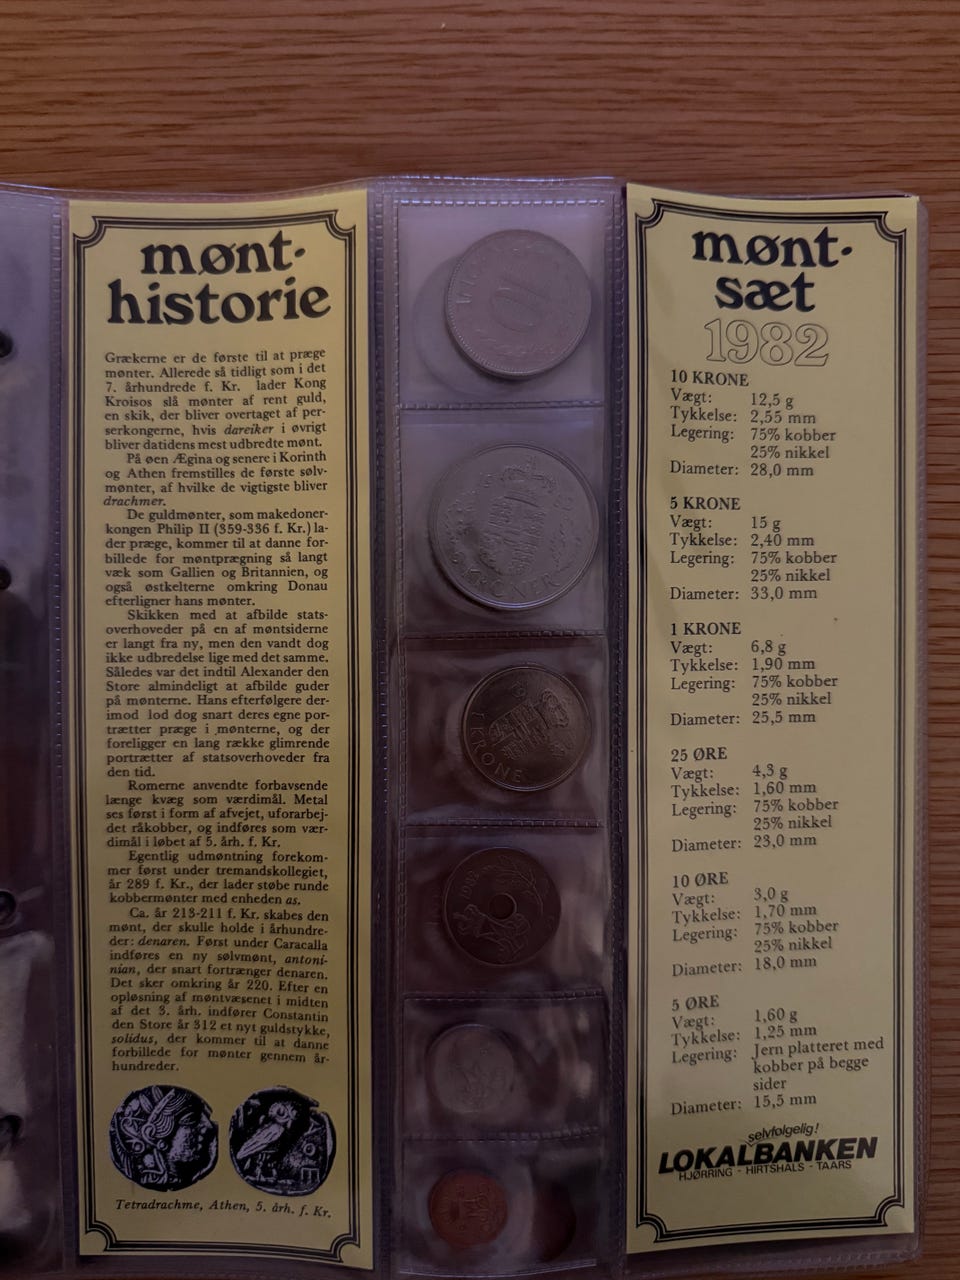 mønt-
historie
Grækerne er de første til at præge
mønter. Allerede så tidligt som i det
7. århundrede f. Kr. lader Kong
Kroisos slå mønter af rent guld,
en skik, der bliver overtaget af per-
serkongerne, hvis dareiker i øvrigt
bliver datidens mest udbredte mønt.
På øen Ægina og senere i Korinth
og Athen fremstilles de første sølv-
mønter, af hvilke de vigtigste bliver
drachmer.
De guldmønter, som makedoner-
kongen Philip II (359-336 f. Kr.) la-
der præge, kommer til at danne for-
billede for møntprægning så langt
væk som Gallien og Britannien, og
også østkelterne omkring Donau
efterligner hans mønter.
Skikken med at afbilde stats-
overhoveder på en af møntsiderne
er langt fra ny, men den vandt dog
ikke udbredelse lige med det samme.
Således var det indtil Alexander den
Store almindeligt at afbilde guder
på mønterne. Hans efterfølgere der-
imod lod dog snart deres egne por-
trætter præge i mønterne, og der
foreligger en lang række glimrende
portrætter af statsoverhoveder fra
den tid.
Romerne anvendte forbavsende
længe kvæg som værdimål. Metal
ses først i form af afvejet, uforarbej-
det råkobber, og indføres som vær-
dimål i løbet af 5. årh. f. Kr.
Egentlig udmøntning forekom-
mer først under tremandskollegiet,
år 289 f. Kr., der lader støbe runde
kobbermønter med enheden as.
Ca. år 213-211 f. Kr. skabes den
mønt, der skulle holde i århundre-
der: denaren. Først under Caracalla
indføres en ny sølvmønt, antoni-
nian, der snart fortrænger denaren.
Det sker omkring år 220. Efter en
opløsning af møntvæsenet i midten
af det 3. årh. indfører Constantin
den Store år 312 et nyt guldstykke,
solidus, der kommer til at danne
forbillede for mønter gennem år-
hundreder.
Tetradrachme, Athen, 5. årh. f. Kr.
10
5 KRONER
1 KRONE
1982
mønt-
sæt
1982
10 KRONE
Vægt: 12,5 g
Tykkelse: 2,55 mm
Legering: 75% kobber
25% nikkel
Diameter: 28,0 mm
5 KRONE
Vægt: 15 g
Tykkelse: 2,40 mm
Legering: 75% kobber
25% nikkel
Diameter: 33,0 mm
1 KRONE
Vægt: 6,8 g
Tykkelse: 1,90 mm
Legering: 75% kobber
25% nikkel
Diameter: 25,5 mm
25 ØRE
Vægt: 4,3 g
Tykkelse: 1,60 mm
Legering: 75% kobber
25% nikkel
Diameter: 23,0 mm
10 ØRE
Vægt: 3,0 g
Tykkelse: 1,70 mm
Legering: 75% kobber
25% nikkel
Diameter: 18,0 mm
5 ØRE
Vægt: 1,60 g
Tykkelse: 1,25 mm
Legering: Jern platteret med
kobber på begge
sider
Diameter: 15,5 mm
selvfølgelig!
LOKALBANKEN
HJØRRING - HIRTSHALS - TAARS